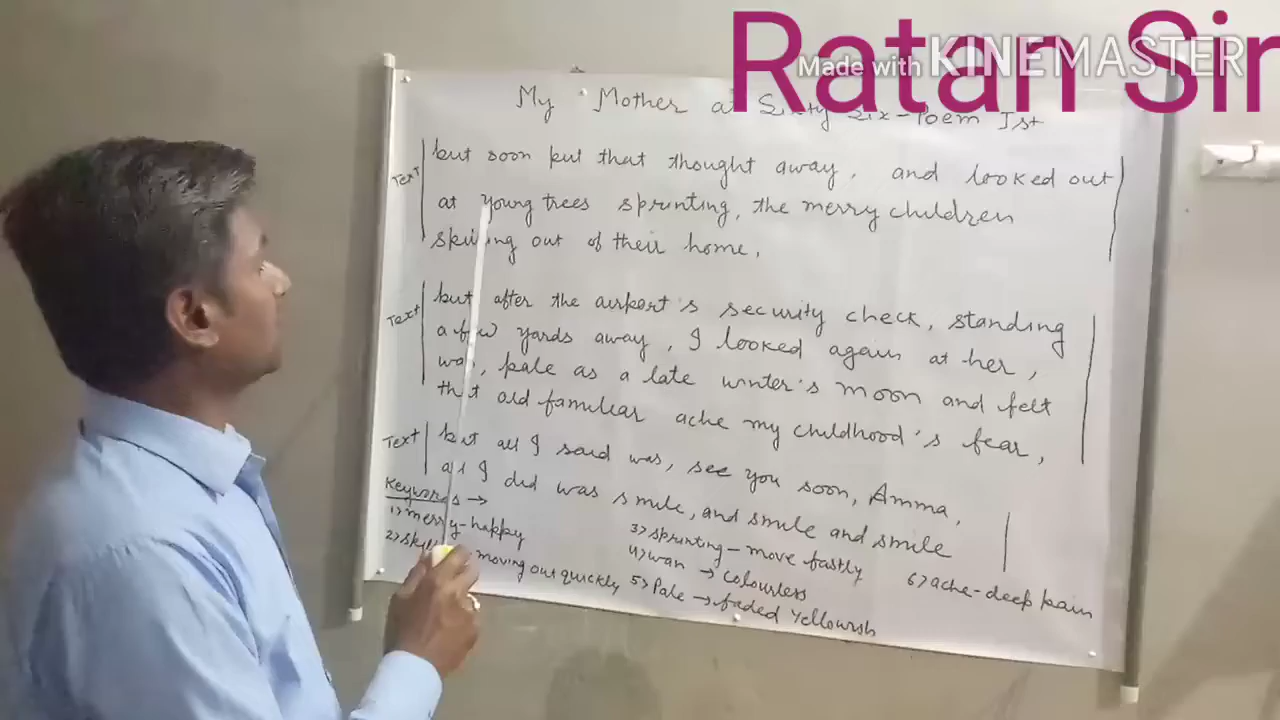 Ratan Sir
Made with KINEMASTER
My Mother at Sixty Six - Poem Ist
Text but soon put that thought away, and looked out
at young trees sprinting, the merry children
out of their home.
Text but after the airport's security check, standing
a few yards away, I looked again at her,
wan, pale as a late winter's moon and felt
that old familiar ache my childhood's fear,
Text but all I said was, see you soon, Amma,
all I did was smile, and smile and smile
Keywords →
1) merry - happy
2) moving out quickly
3) sprinting - move fastly
4) wan → colourless
5) Pale → faded yellowish
6) ache - deep pain